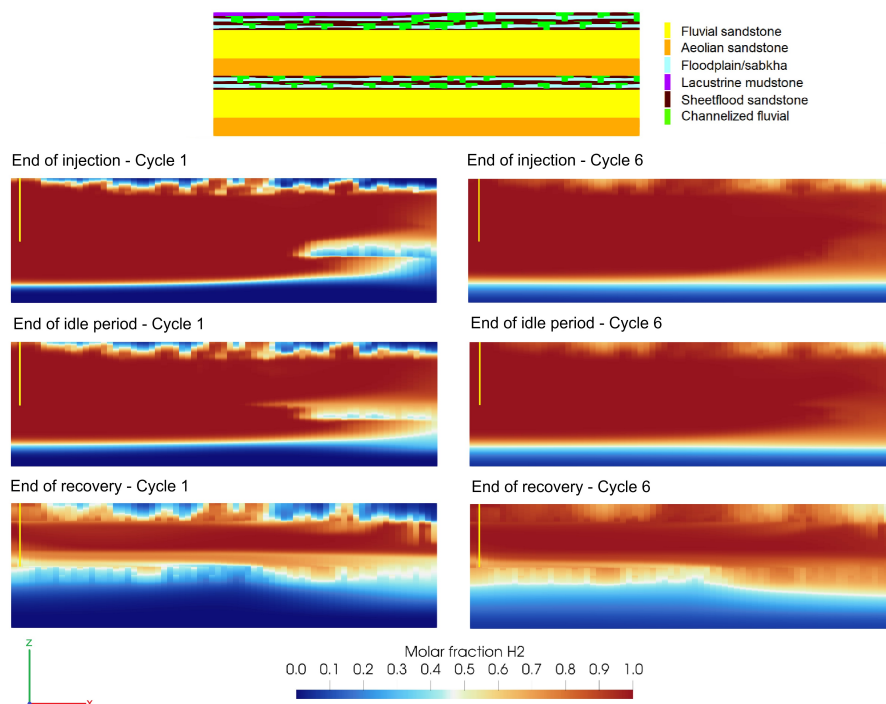 Fluvial sandstone
Aeolian sandstone
Floodplain/sabkha
Lacustrine mudstone
Sheetflood sandstone
Channelized fluvial
End of injection - Cycle 1
End of injection - Cycle 6
End of idle period - Cycle 1
End of idle period - Cycle 6
End of recovery - Cycle 1
End of recovery - Cycle 6
Z
Molar fraction H2
0.0 0.1 0.2 0.3 0.4 0.5 0.6 0.7 0.8 0.9 1.0